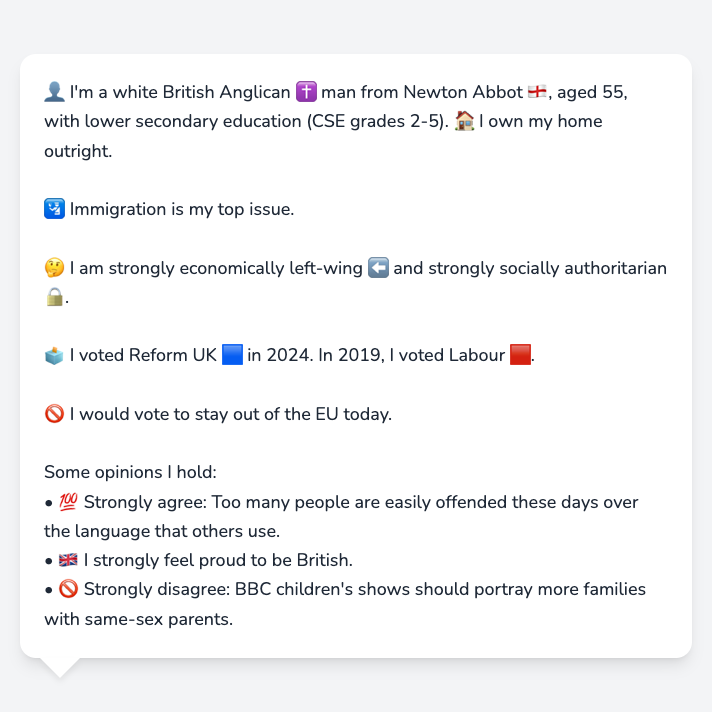 👤 I'm a white British Anglican ✝️ man from Newton Abbot 🏴󠁧󠁢󠁥󠁮󠁧󠁿, aged 55,
with lower secondary education (CSE grades 2-5). 🏠 I own my home
outright.
🛂 Immigration is my top issue.
🤔 I am strongly economically left-wing ⬅️ and strongly socially authoritarian
🔒.
🗳️ I voted Reform UK 🟦 in 2024. In 2019, I voted Labour 🟥.
🚫 I would vote to stay out of the EU today.
Some opinions I hold:
• 💯 Strongly agree: Too many people are easily offended these days over
the language that others use.
• 🇬🇧 I strongly feel proud to be British.
• 🚫 Strongly disagree: BBC children's shows should portray more families
with same-sex parents.